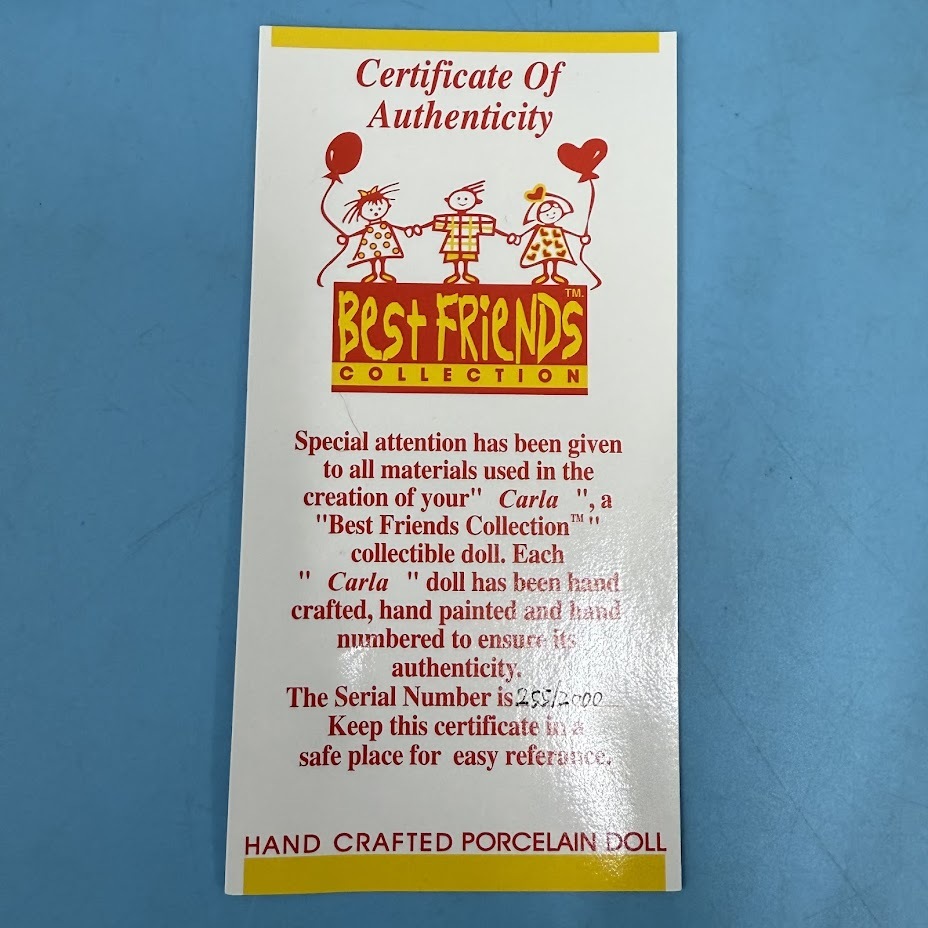 Certificate Of
Authenticity
BEST FRIENDS TM.
COLLECTION
Special attention has been given
to all materials used in the
creation of your" Carla ", a
"Best Friends Collection™ "
collectible doll. Each
" Carla " doll has been hand
crafted, hand painted and hand
numbered to ensure its
authenticity.
The Serial Number is 255/2000
Keep this certificate in a
safe place for easy referance.
HAND CRAFTED PORCELAIN DOLL